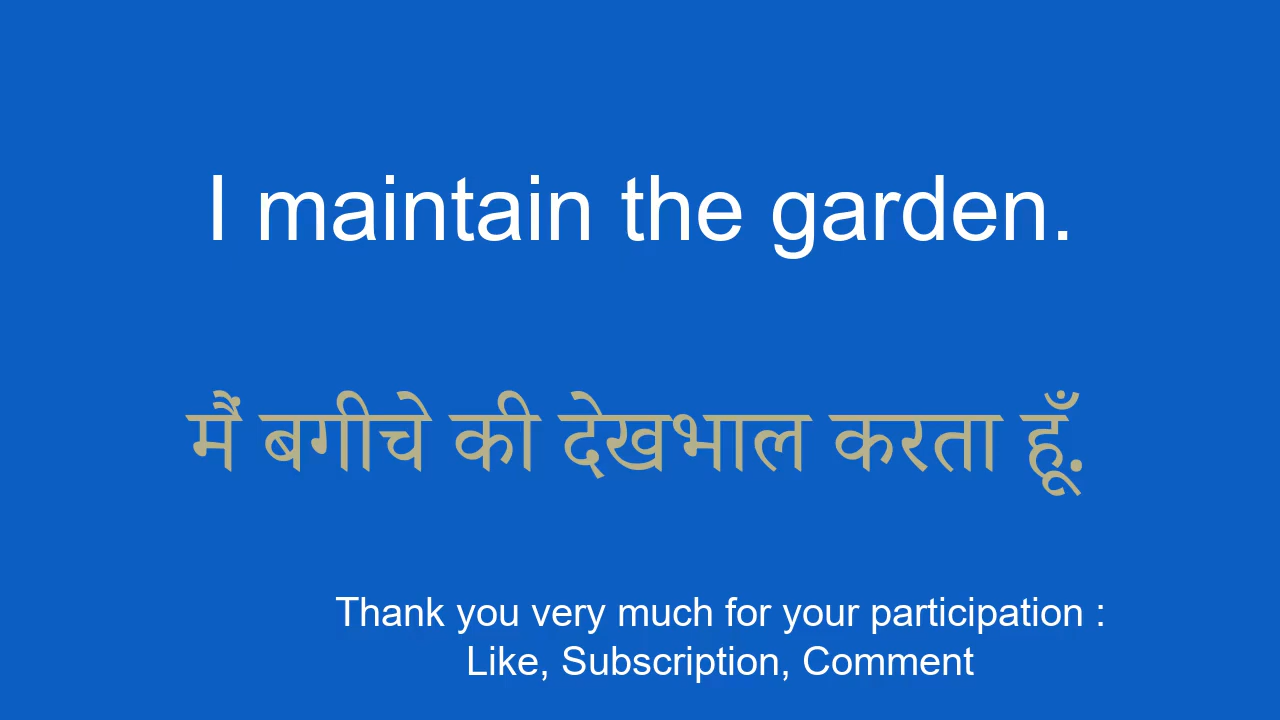 I maintain the garden.
मैं बगीचे की देखभाल करता हूँ.
Thank you very much for your participation :
Like, Subscription, Comment